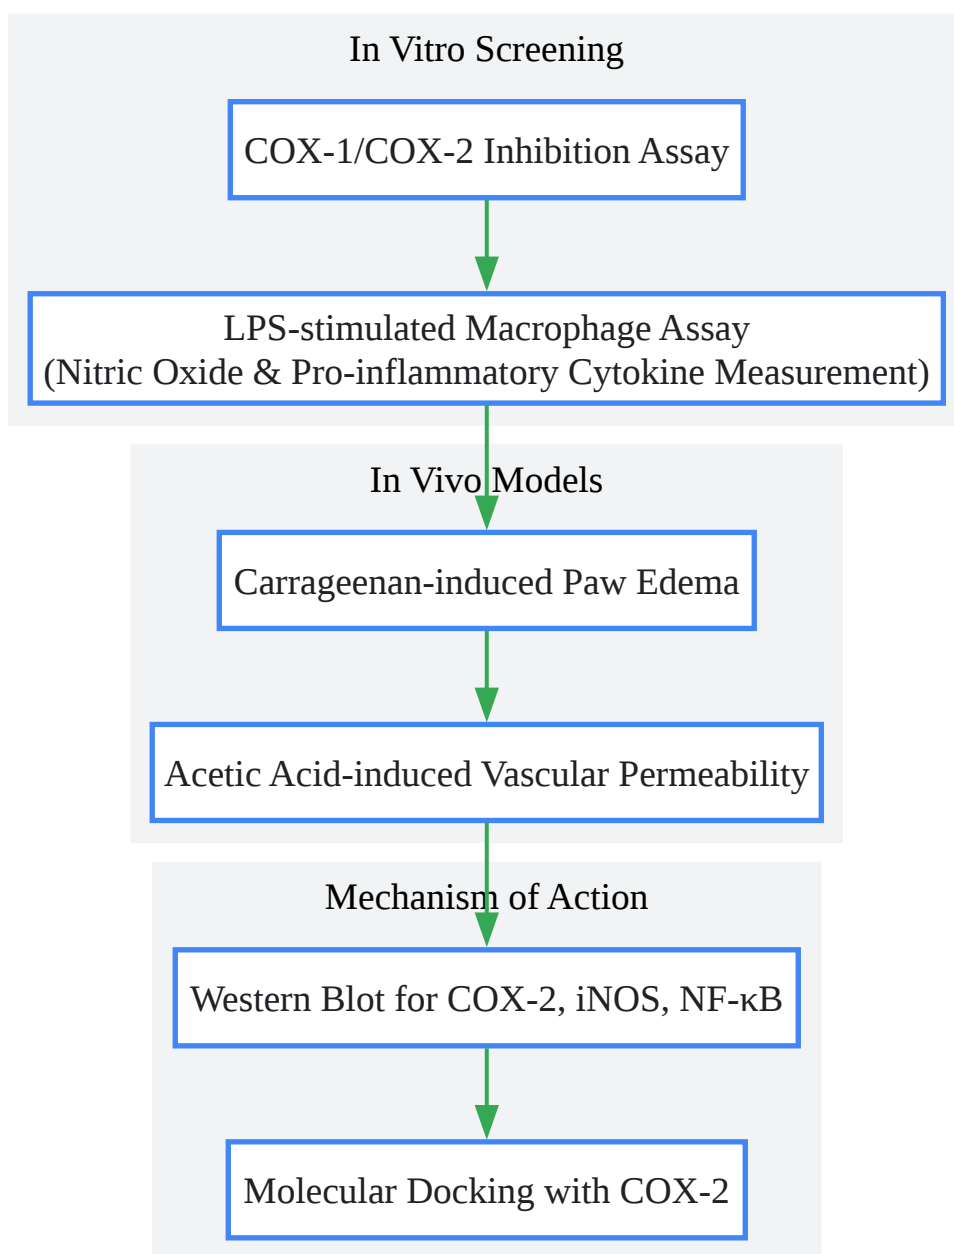 In Vitro Screening
COX-1/COX-2 Inhibition Assay
LPS-stimulated Macrophage Assay
(Nitric Oxide & Pro-inflammatory Cytokine Measurement)
In Vivo Models
Carrageenan-induced Paw Edema
Acetic Acid-induced Vascular Permeability
Mechanism of Action
Western Blot for COX-2, iNOS, NF-κB
Molecular Docking with COX-2